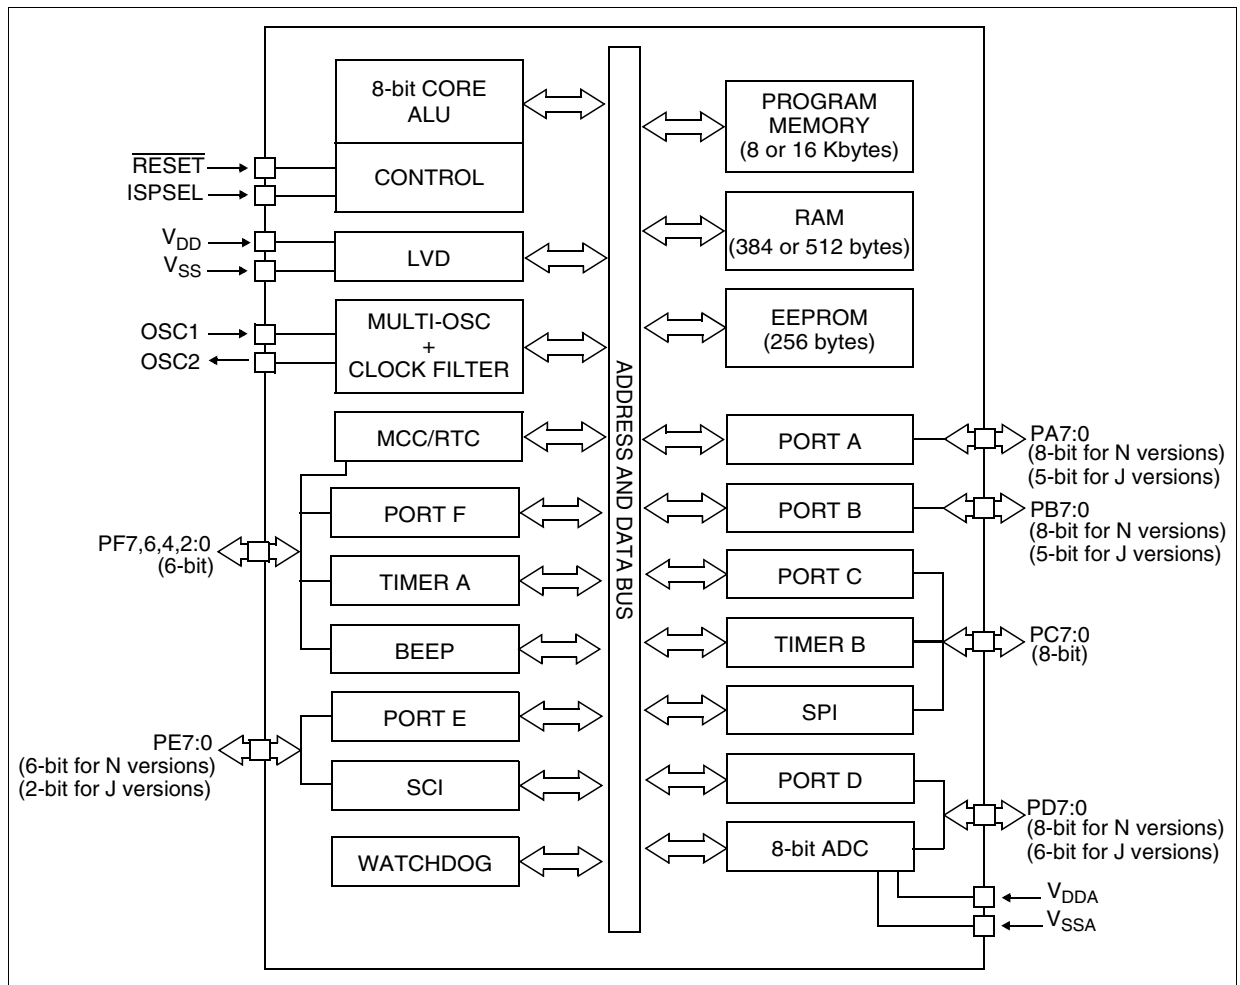 8-bit CORE
ALU
CONTROL
RESET
ISPSEL
VDD
VSS
LVD
OSC1
OSC2
MULTI-OSC
+
CLOCK FILTER
MCC/RTC
PORT F
PF7,6,4,2:0
(6-bit)
TIMER A
BEEP
PORT E
PE7:0
(6-bit for N versions)
(2-bit for J versions)
SCI
WATCHDOG
ADDRESS AND DATA BUS
PROGRAM
MEMORY
(8 or 16 Kbytes)
RAM
(384 or 512 bytes)
EEPROM
(256 bytes)
PORT A
PA7:0
(8-bit for N versions)
(5-bit for J versions)
PORT B
PB7:0
(8-bit for N versions)
(5-bit for J versions)
PORT C
TIMER B
PC7:0
(8-bit)
SPI
PORT D
PD7:0
(8-bit for N versions)
(6-bit for J versions)
8-bit ADC
VDDA
VSSA